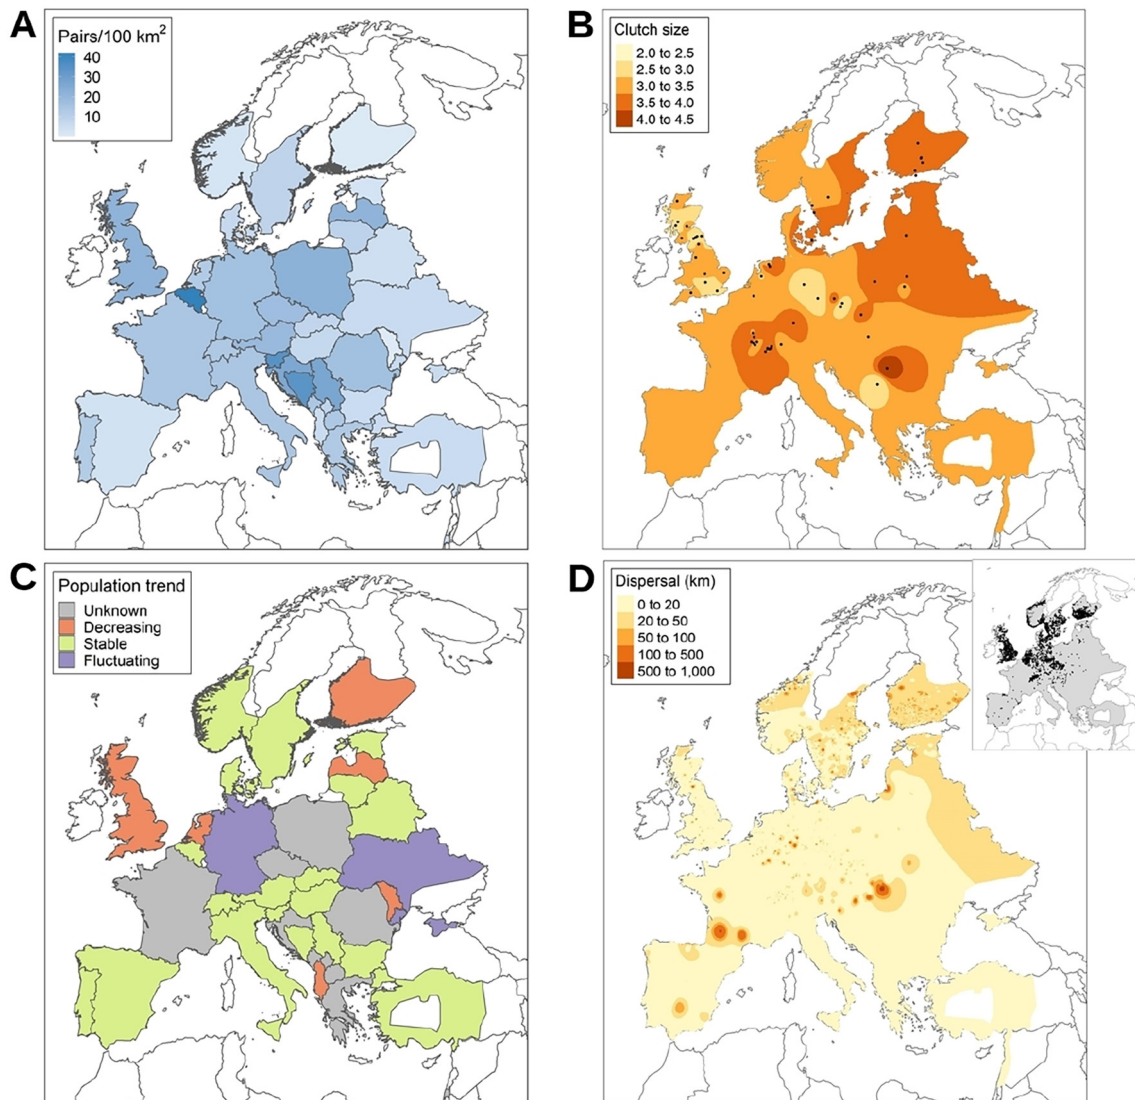 A
Pairs/100 km²
40
30
20
10
B
Clutch size
2.0 to 2.5
2.5 to 3.0
3.0 to 3.5
3.5 to 4.0
4.0 to 4.5
C
Population trend
Unknown
Decreasing
Stable
Fluctuating
D
Dispersal (km)
0 to 20
20 to 50
50 to 100
100 to 500
500 to 1,000